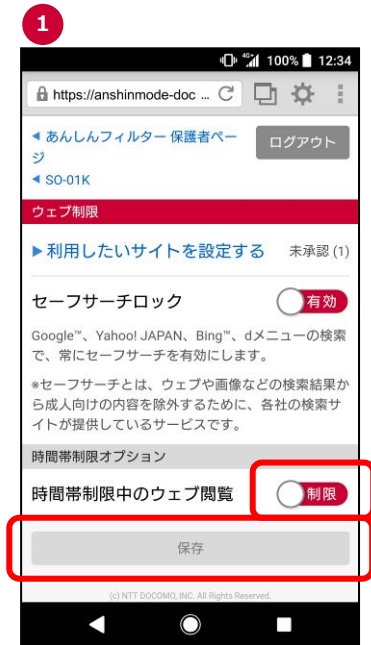 1
4G 100% 12:34
https://anshinmode-doc ...
◀ あんしんフィルター 保護者ペー
ジ
ログアウト
◀ SO-01K
ウェブ制限
▶利用したいサイトを設定する 未承認 (1)
セーフサーチロック 有効
Google™、Yahoo! JAPAN、Bing™、dメニューの検索
で、常にセーフサーチを有効にします。
※セーフサーチとは、ウェブや画像などの検索結果か
ら成人向けの内容を除外するために、各社の検索サ
イトが提供しているサービスです。
時間帯制限オプション
時間帯制限中のウェブ閲覧 制限
保存
(c) NTT DOCOMO, INC. All Rights Reserved.